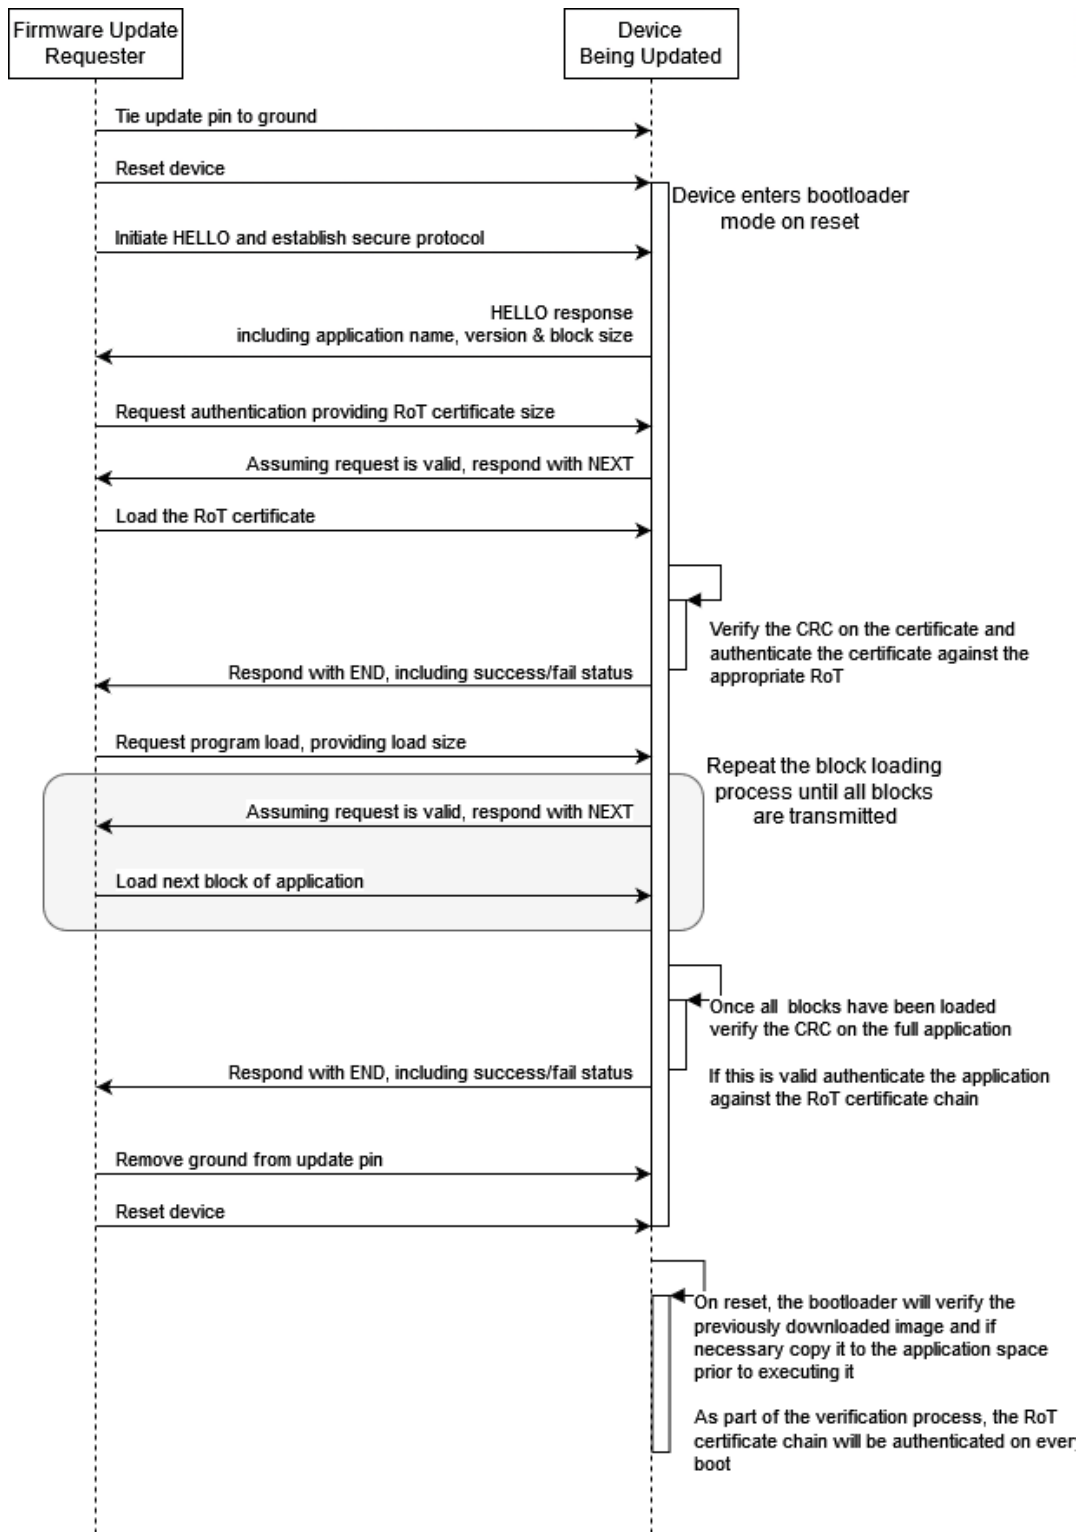 Firmware Update
Requester
Device
Being Updated
Tie update pin to ground
Reset device
Device enters bootloader
mode on reset
Initiate HELLO and establish secure protocol
HELLO response
including application name, version & block size
Request authentication providing RoT certificate size
Assuming request is valid, respond with NEXT
Load the RoT certificate
Verify the CRC on the certificate and
authenticate the certificate against the
appropriate RoT
Respond with END, including success/fail status
Request program load, providing load size
Repeat the block loading
process until all blocks
are transmitted
Assuming request is valid, respond with NEXT
Load next block of application
Once all  blocks have been loaded
verify the CRC on the full application
If this is valid authenticate the application
against the RoT certificate chain
Respond with END, including success/fail status
Remove ground from update pin
Reset device
On reset, the bootloader will verify the
previously downloaded image and if
necessary copy it to the application space
prior to executing it
As part of the verification process, the RoT
certificate chain will be authenticated on every
boot